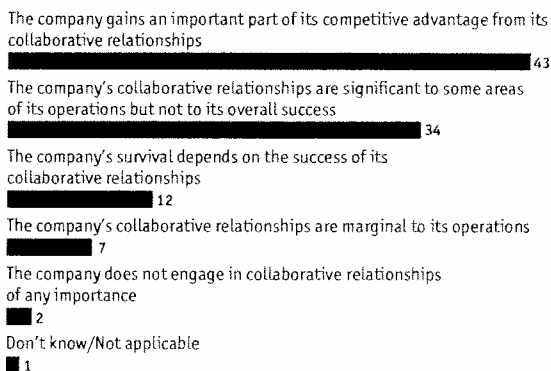 The company gains an important part of its competitive advantage from its
collaborative relationships
43
The company's collaborative relationships are significant to some areas
of its operations but not to its overall success
34
The company's survival depends on the success of its
collaborative relationships
12
The company's collaborative relationships are marginal to its operations
7
The company does not engage in collaborative relationships
of any importance
2
Don't know/Not applicable
1